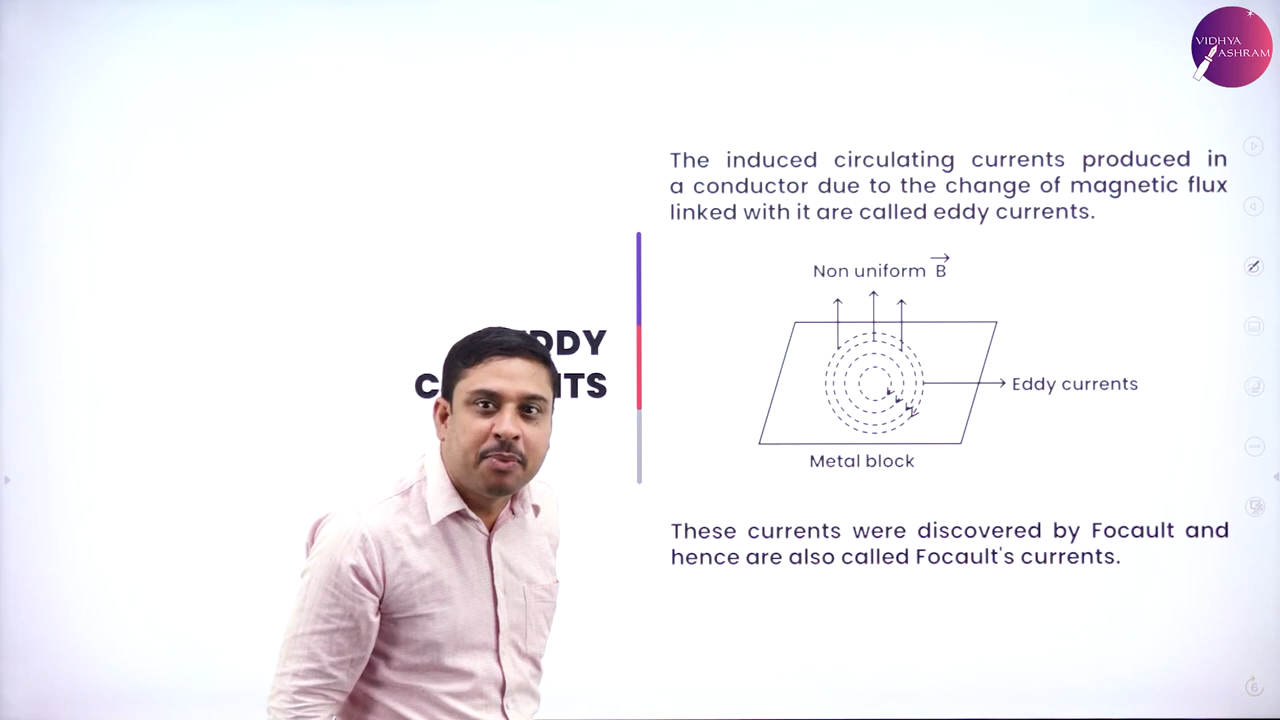 VIDHYA
ASHRAM
The induced circulating currents produced in
a conductor due to the change of magnetic flux
linked with it are called eddy currents.
Non uniform B
Eddy currents
Metal block
These currents were discovered by Focault and
hence are also called Focault's currents.
6